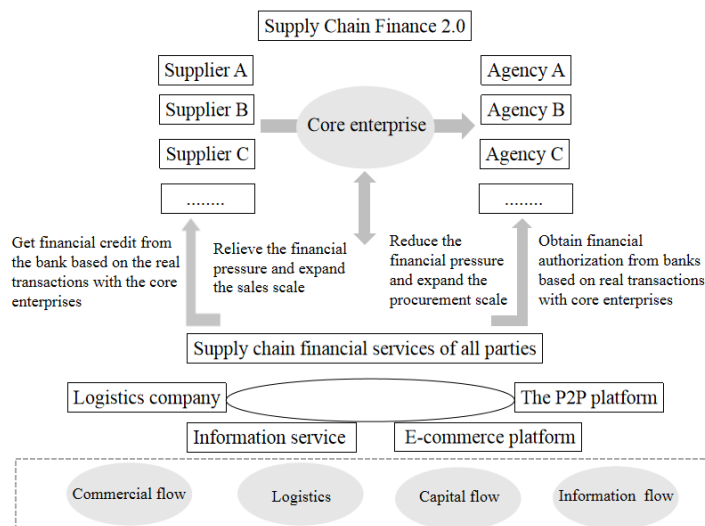 Supply Chain Finance 2.0
Supplier A
Agency A
Supplier B
Core enterprise
Agency B
Supplier C
Agency C
........
........
Get financial credit from
the bank based on the real
transactions with the core
enterprises
Relieve the financial
pressure and expand
the sales scale
Reduce the
financial pressure
and expand the
procurement scale
Obtain financial
authorization from banks
based on real transactions
with core enterprises
Supply chain financial services of all parties
Logistics company
The P2P platform
Information service
E-commerce platform
Commercial flow
Logistics
Capital flow
Information flow